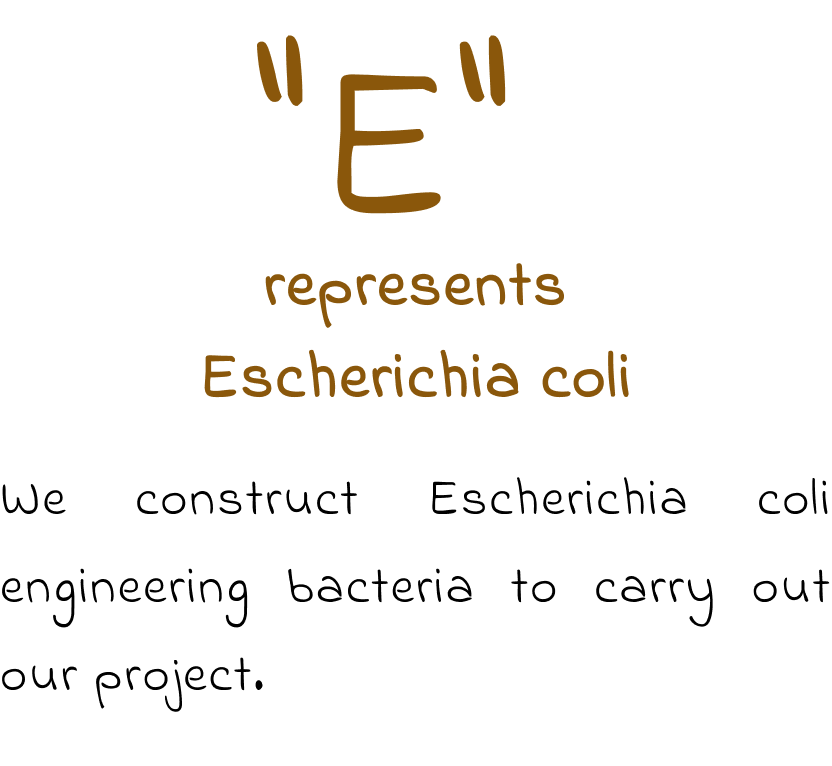 "E"
represents
Escherichia coli
We construct Escherichia coli
engineering bacteria to carry out
our project.